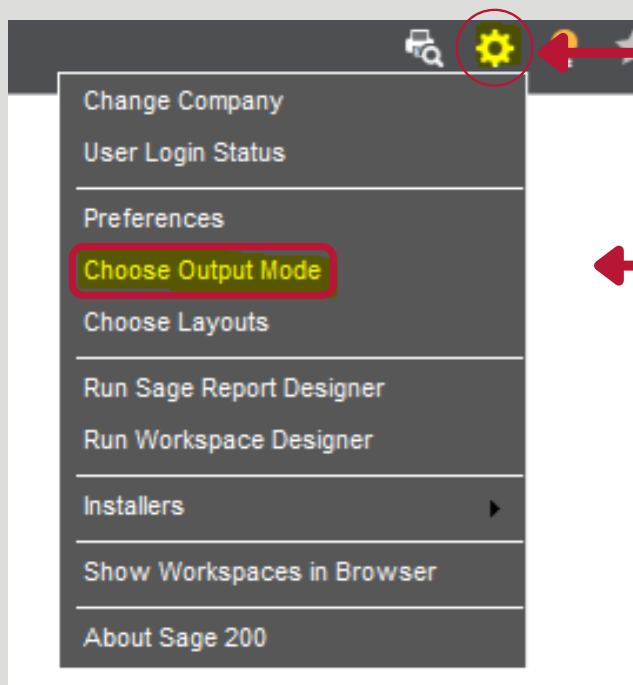 Change Company
User Login Status
Preferences
Choose Output Mode
Choose Layouts
Run Sage Report Designer
Run Workspace Designer
Installers
Show Workspaces in Browser
About Sage 200